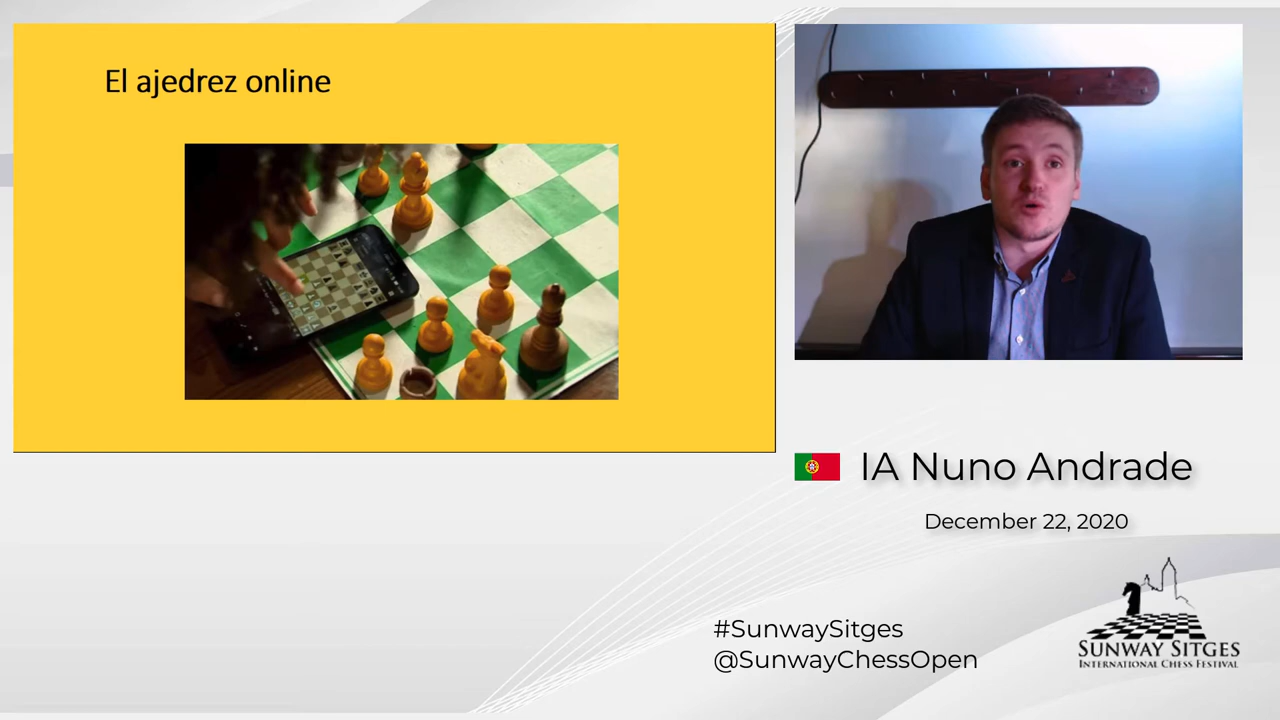 El ajedrez online
IA Nuno Andrade
December 22, 2020
#SunwaySitges
@SunwayChessOpen
SUNWAY SITGES
INTERNATIONAL CHESS FESTIVAL